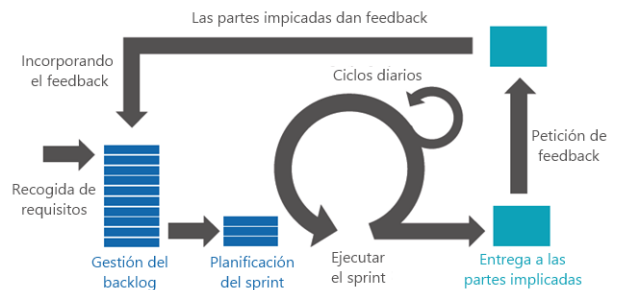 Las partes impicadas dan feedback
Incorporando
el feedback
Ciclos diarios
Petición de
feedback
Recogida de
requisitos
Gestión del
backlog
Planificación
del sprint
Ejecutar
el sprint
Entrega a las
partes implicadas